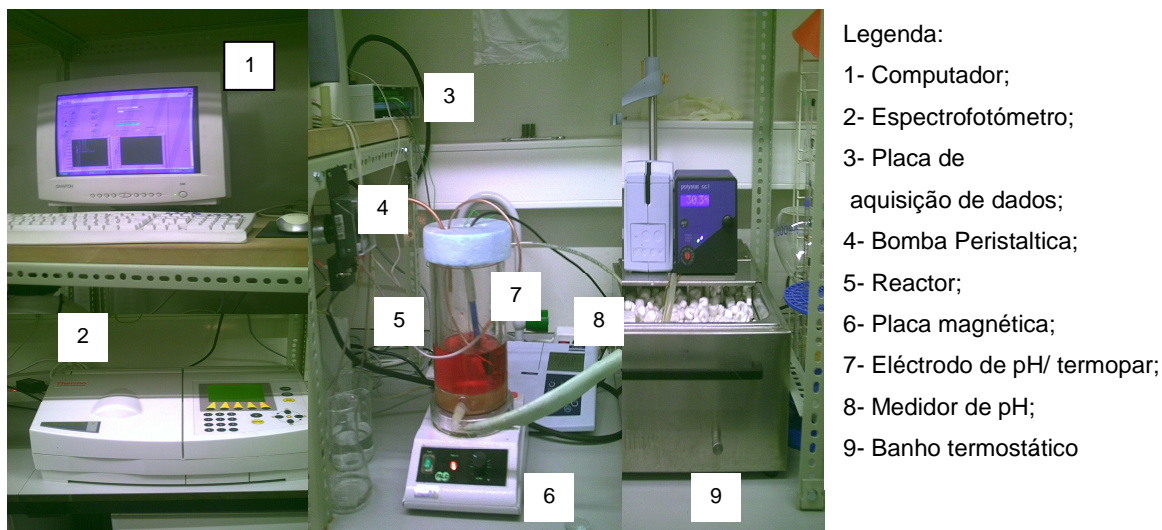 1
2
3
4
5
6
7
8
9
polystat cc1
Legenda:
1- Computador;
2- Espectrofotómetro;
3- Placa de
aquisição de dados;
4- Bomba Peristaltica;
5- Reactor;
6- Placa magnética;
7- Eléctrodo de pH/ termopar;
8- Medidor de pH;
9- Banho termostático